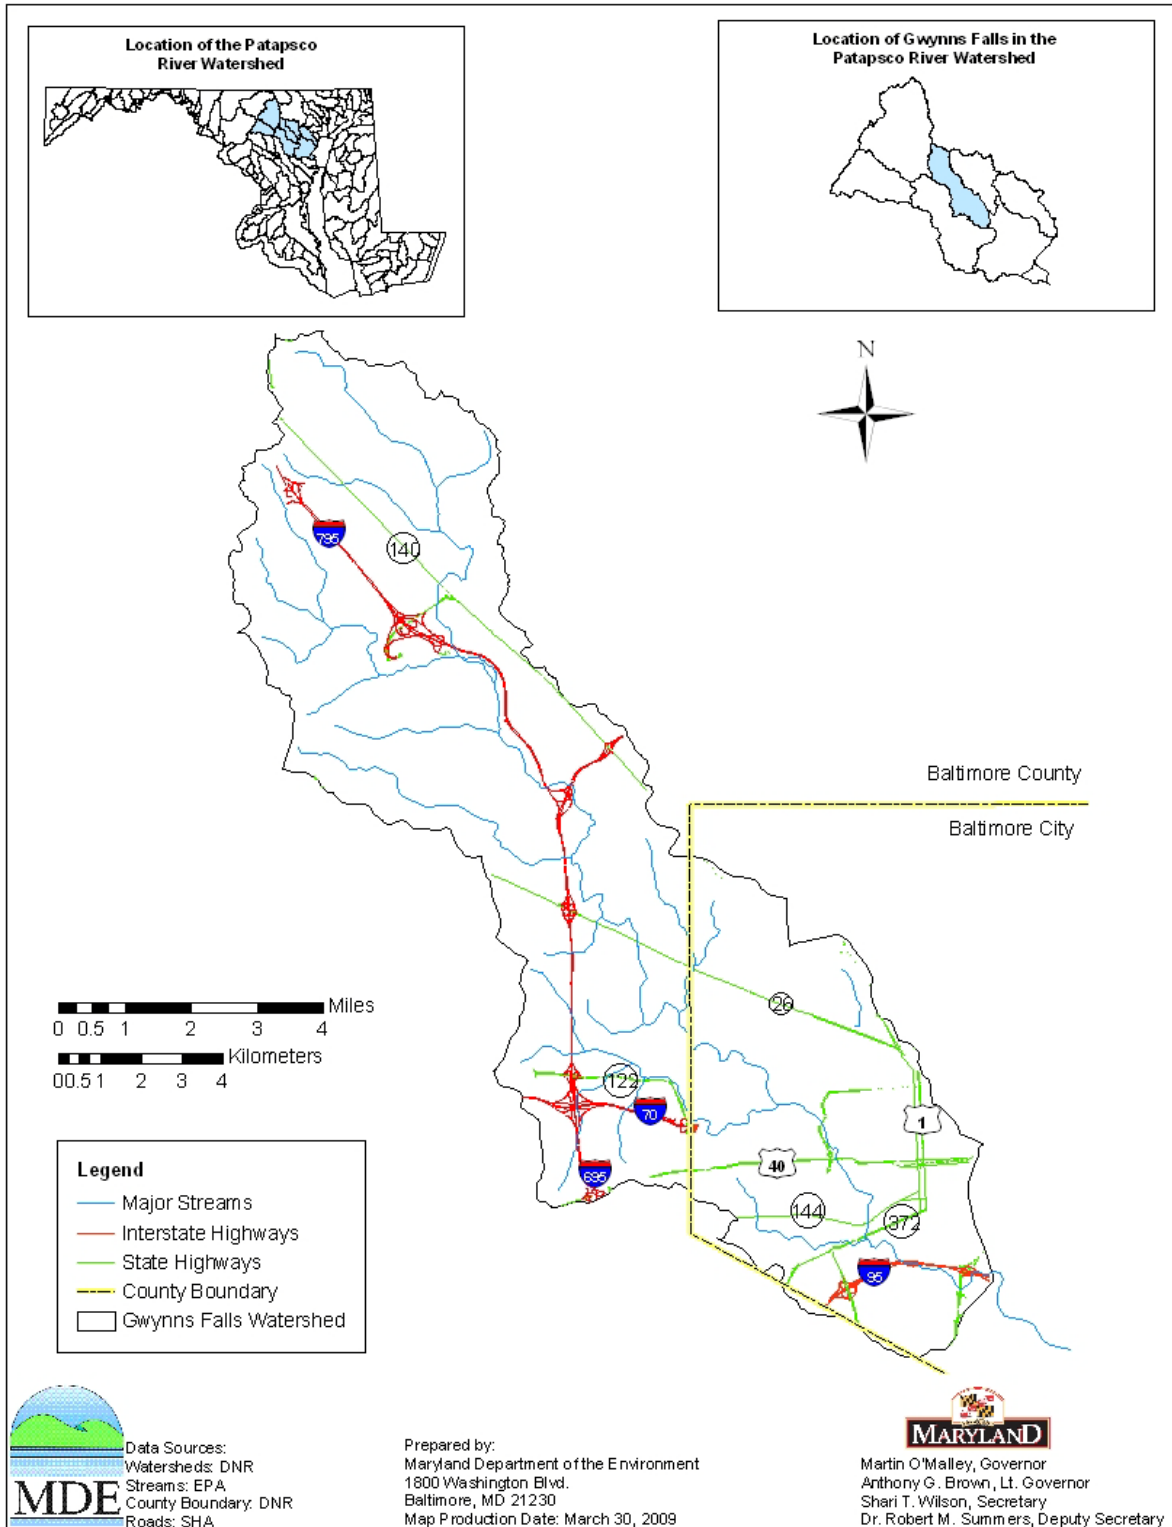 Location of the Patapsco
River Watershed
Location of Gwynns Falls in the
Patapsco River Watershed
N
795
140
Baltimore County
Baltimore City
26
Miles
0 0.5 1 2 3 4
Kilometers
00.51 2 3 4
122
70
1
40
695
144
372
95
Legend
Major Streams
Interstate Highways
State Highways
County Boundary
Gwynns Falls Watershed
MDE
Data Sources:
Watersheds: DNR
Streams: EPA
County Boundary: DNR
Roads: SHA
Prepared by:
Maryland Department of the Environment
1800 Washington Blvd.
Baltimore, MD 21230
Map Production Date: March 30, 2009
MARYLAND
Martin O'Malley, Governor
Anthony G. Brown, Lt. Governor
Shari T. Wilson, Secretary
Dr. Robert M. Summers, Deputy Secretary